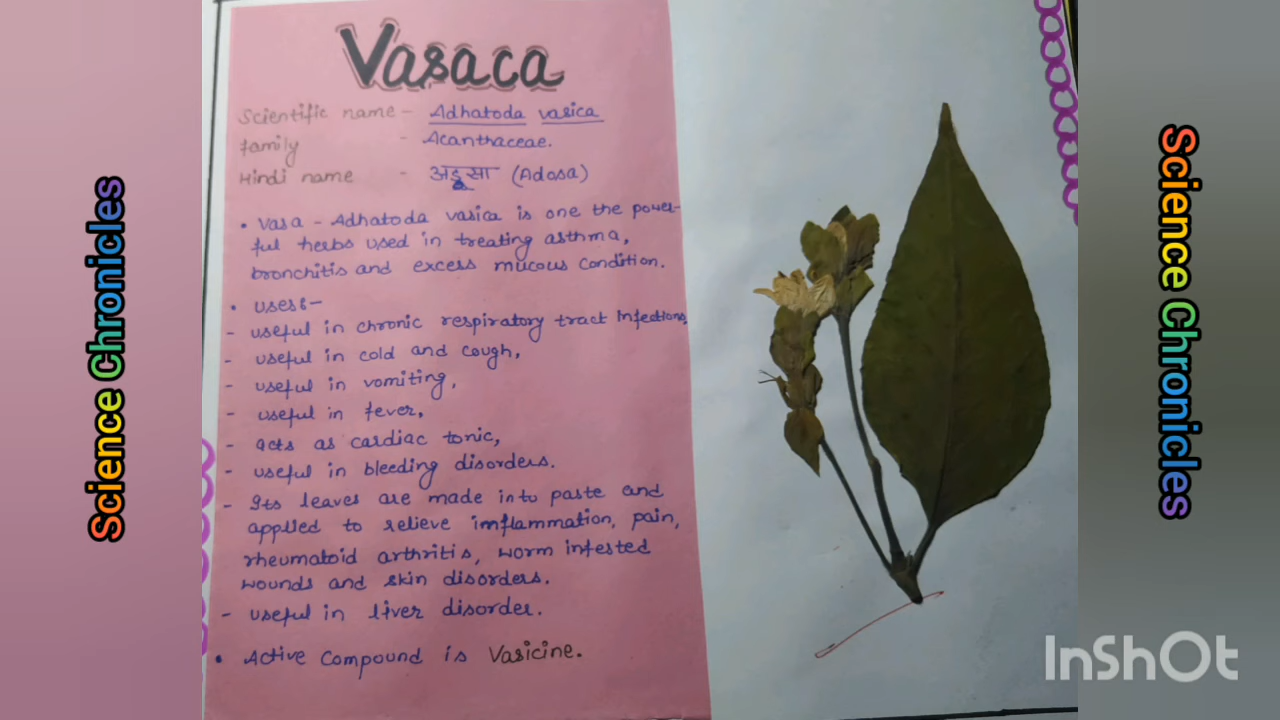 Vasaca
Scientific name - Adhatoda vasica
family - Acanthaceae.
Hindi name - अडूसा (Adosa)
• Vasa - Adhatoda vasica is one the power-
ful herbs used in treating asthma,
bronchitis and excess mucous condition.
• uses:-
- useful in chronic respiratory tract infections,
- useful in cold and cough,
- useful in vomiting,
- useful in fever,
- acts as cardiac tonic,
- useful in bleeding disorders.
- Its leaves are made into paste and
applied to relieve imflammation, pain,
rheumatoid arthritis, worm infested
wounds and skin disorders.
- useful in liver disorder.
• Active compound is Vasicine.
Science Chronicles
Science Chronicles
InShOt